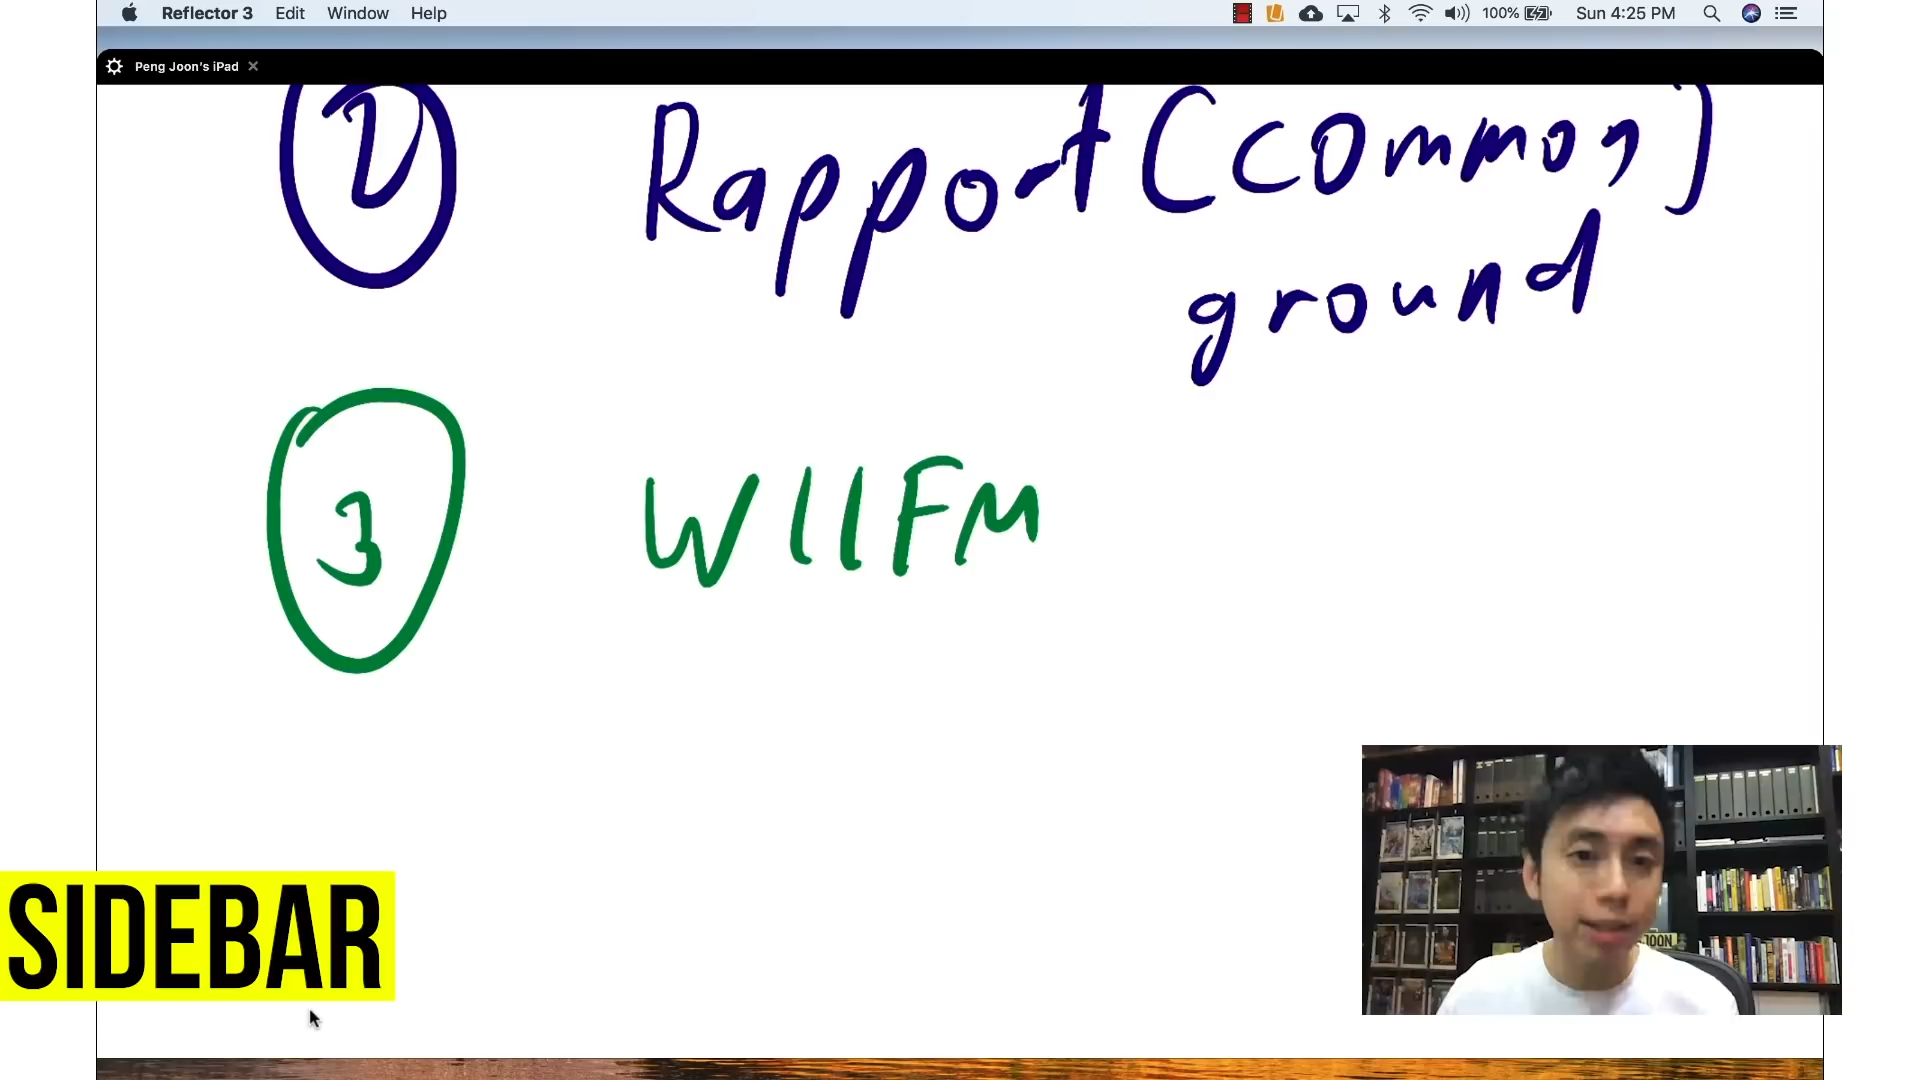 Reflector 3 Edit Window Help 100% Sun 4:25 PM
Peng Joon's iPad
2 Rapport (common)
ground
3 WIIFM
SIDEBAR
JOON